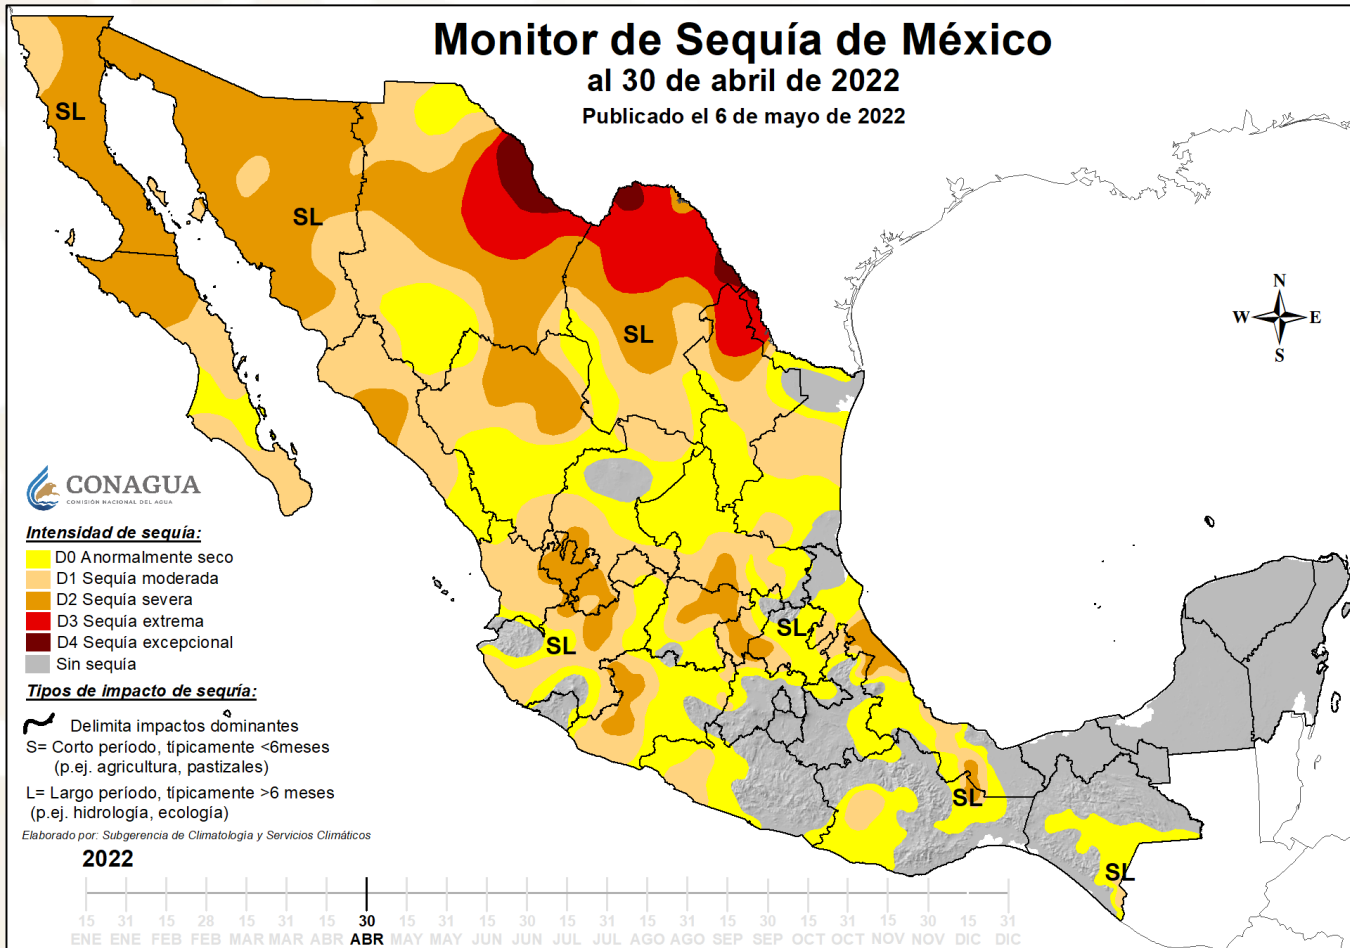 Monitor de Sequía de México
al 30 de abril de 2022
Publicado el 6 de mayo de 2022
SL
SL
SL
SL
SL
SL
SL
N
W E
S
CONAGUA
COMISIÓN NACIONAL DEL AGUA
Intensidad de sequía:
D0 Anormalmente seco
D1 Sequía moderada
D2 Sequía severa
D3 Sequía extrema
D4 Sequía excepcional
Sin sequía
Tipos de impacto de sequía:
Delimita impactos dominantes
S= Corto período, típicamente <6meses
(p.ej. agricultura, pastizales)
L= Largo período, típicamente >6 meses
(p.ej. hidrología, ecología)
Elaborado por: Subgerencia de Climatología y Servicios Climáticos
2022
15 31 15 28 15 31 15 30 15 31 15 30 15 31 15 31 15 30 15 31 15 30 15 31
ENE ENE FEB FEB MAR MAR ABR ABR MAY MAY JUN JUN JUL JUL AGO AGO SEP SEP OCT OCT NOV NOV DIC DIC